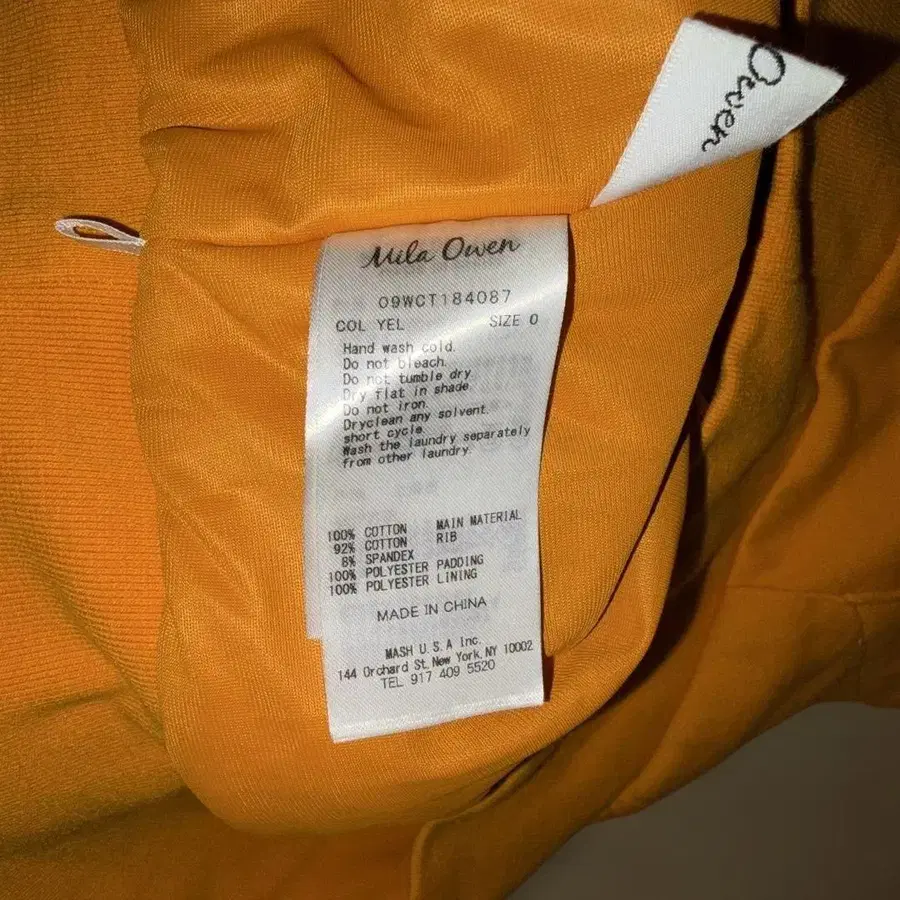 Owen
Mila Owen
09WCT184087
COL YEL SIZE 0
Hand wash cold.
Do not bleach.
Do not tumble dry.
Dry flat in shade.
Do not iron.
Dryclean any solvent.
short cycle.
Wash the laundry separately
from other laundry.
100% COTTON MAIN MATERIAL
92% COTTON RIB
8% SPANDEX
100% POLYESTER PADDING
100% POLYESTER LINING
MADE IN CHINA
MASH U.S.A Inc.
144 Orchard St. New York, NY 10002
TEL 917 409 5520